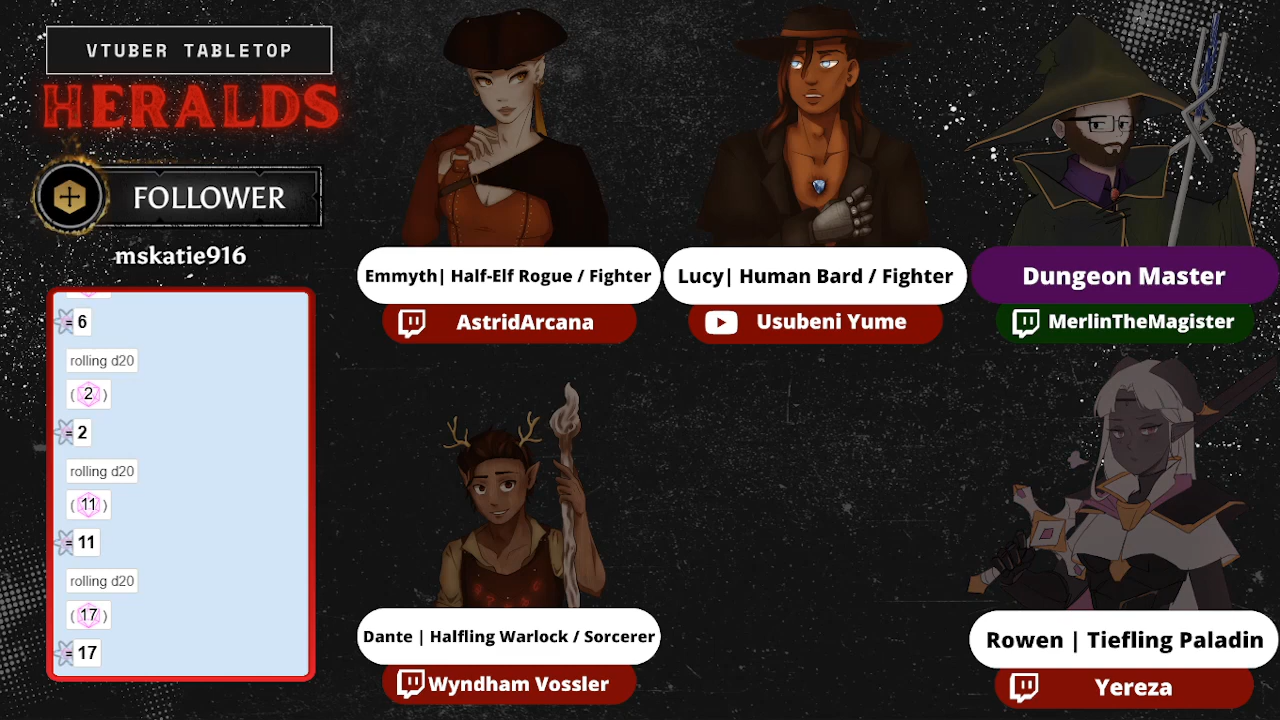 VTUBER TABLETOP
HERALDS
FOLLOWER
mskatie916
= 6
rolling d20
( 2 )
= 2
rolling d20
( 11 )
= 11
rolling d20
( 17 )
= 17
Emmyth| Half-Elf Rogue / Fighter
AstridArcana
Lucy| Human Bard / Fighter
Usubeni Yume
Dungeon Master
MerlinTheMagister
Dante | Halfling Warlock / Sorcerer
Wyndham Vossler
Rowen | Tiefling Paladin
Yereza